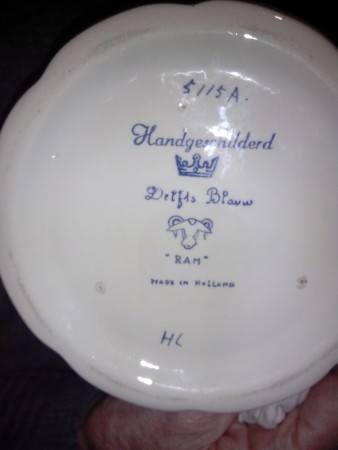 5115A.
Handgeschilderd
Delfts Blauw
"RAM"
MADE IN HOLLAND
HL